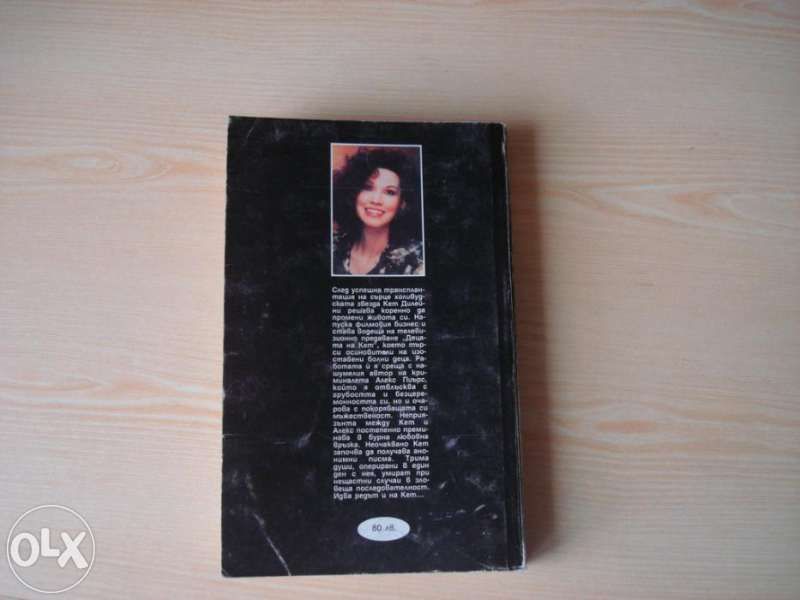 След успешна трансплан-
тация на сърце холивуд-
ската звезда Кет Дилей-
ни решава коренно да
промени живота си. На-
пуска филмовия бизнес и
става водеща на телеви-
зионно предаване „Деца-
та на Кет", което тър-
си осиновители на изо-
ставени болни деца. Ра-
ботата ѝ я среща с на-
шумелия автор на кри-
миналета Алекс Пиърс,
който я отблъсква с
грубостта и безцере-
монността си, но и оча-
рова с покоряващата си
мъжественост. Неприя-
зънта между Кет и
Алекс постепенно преми-
нава в бурна любовна
връзка. Неочаквано Кет
започва да получава ано-
нимни писма. Трима
души, оперирани в един
ден с нея, умират при
нещастни случаи в зло-
веща последователност.
Идва редът и на Кет...
80 лв.
OLX